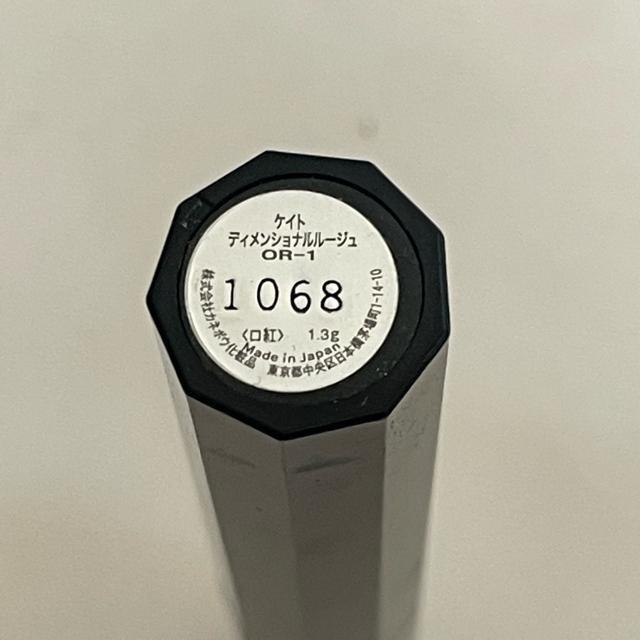 ケイト
ディメンショナルルージュ
OR-1
1068
〈口紅〉 1.3g
Made in Japan
株式会社カネボウ化粧品 東京都中央区日本橋茅場町1-14-10